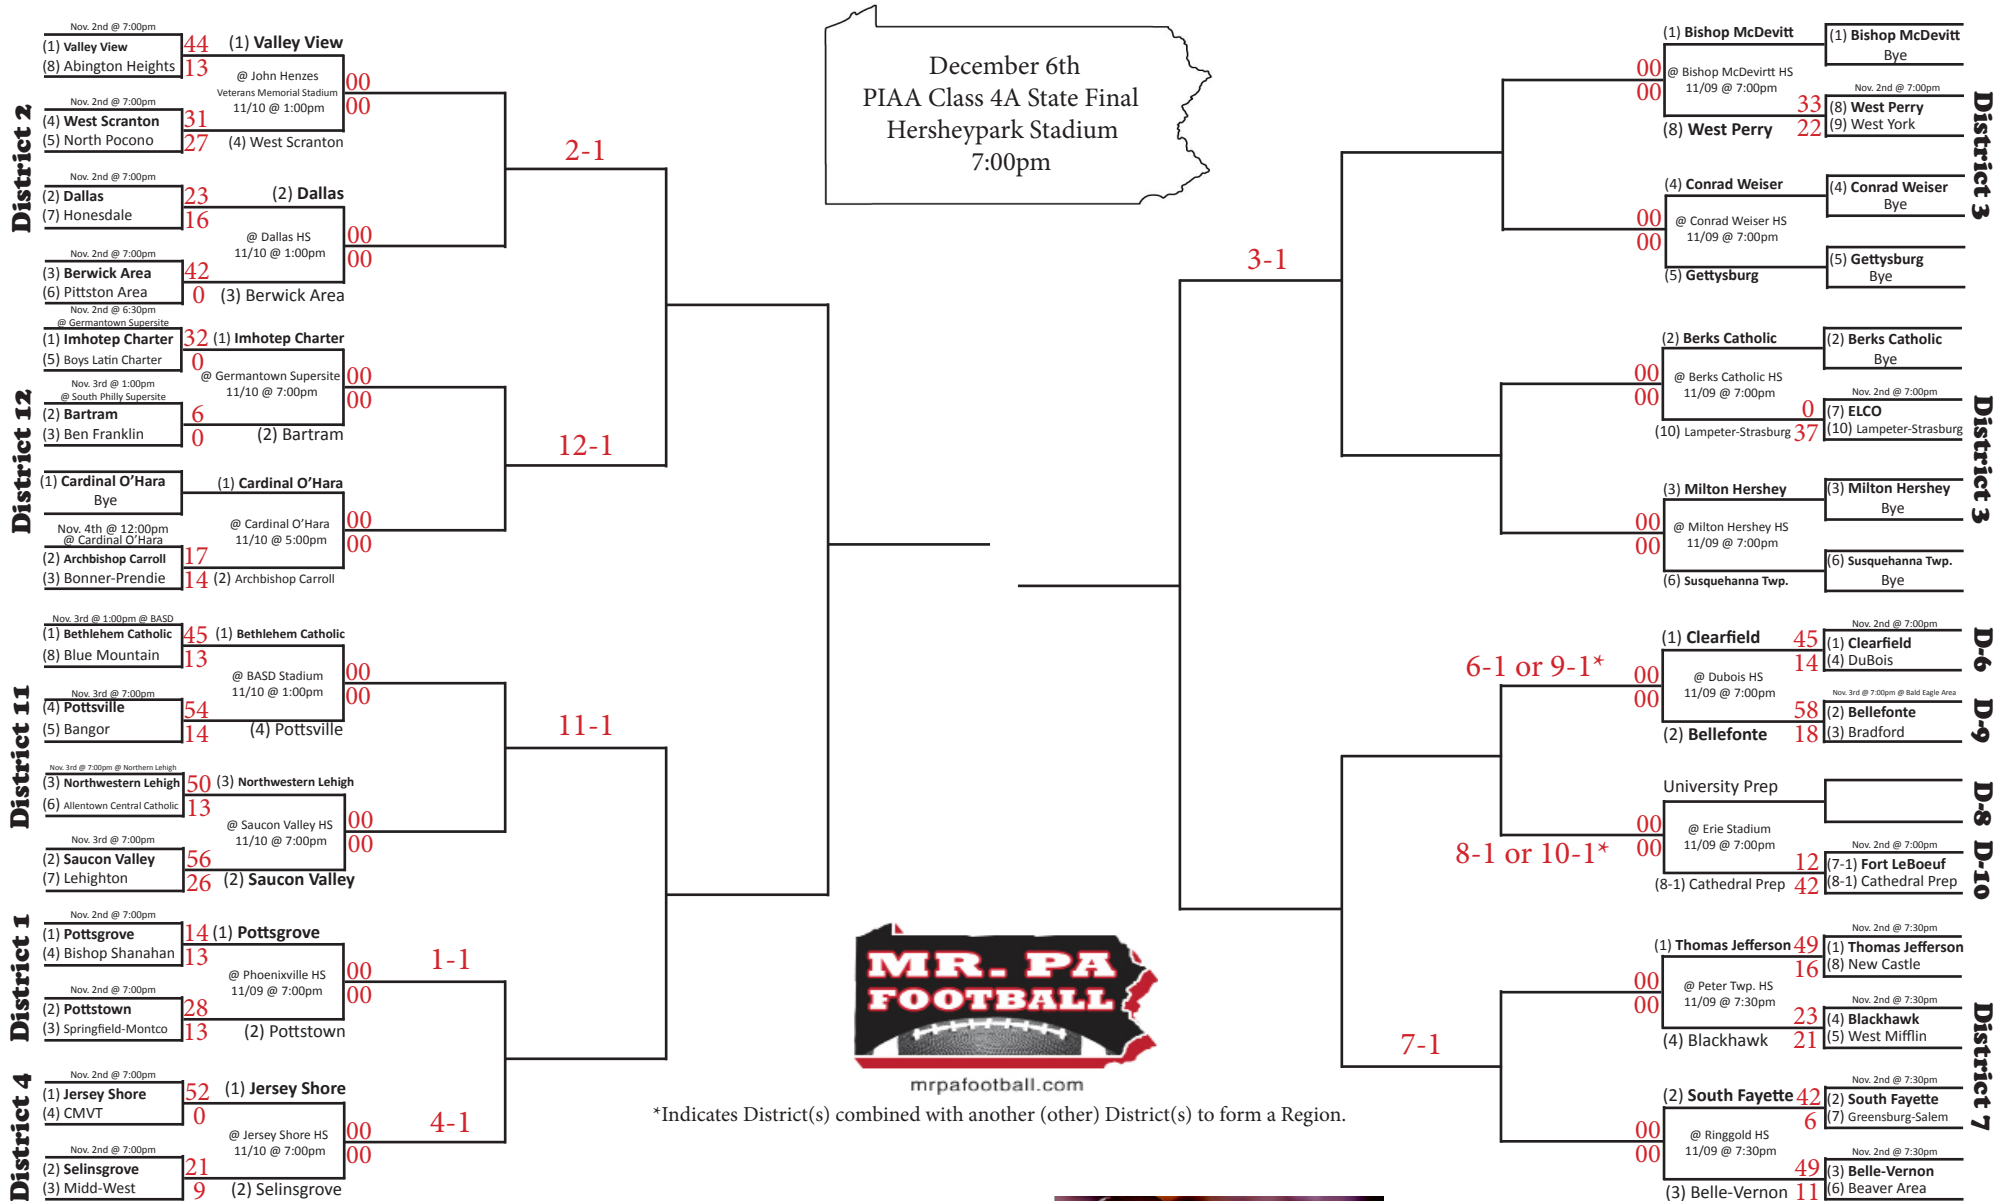 December 6th
PIAA Class 4A State Final
Hersheypark Stadium
7:00pm
District 2
Nov. 2nd @ 7:00pm
(1) Valley View 44
(8) Abington Heights 13
(1) Valley View
@ John Henzes
Veterans Memorial Stadium
11/10 @ 1:00pm
00
00
Nov. 2nd @ 7:00pm
(4) West Scranton 31
(5) North Pocono 27
(4) West Scranton
2-1
Nov. 2nd @ 7:00pm
(2) Dallas 23
(7) Honesdale 16
(2) Dallas
@ Dallas HS
11/10 @ 1:00pm
00
00
Nov. 2nd @ 7:00pm
(3) Berwick Area 42
(6) Pittston Area 0
(3) Berwick Area
District 12
Nov. 2nd @ 6:30pm
@ Germantown Supersite
(1) Imhotep Charter 32
(5) Boys Latin Charter 0
(1) Imhotep Charter
@ Germantown Supersite
11/10 @ 7:00pm
00
00
Nov. 3rd @ 1:00pm
@ South Philly Supersite
(2) Bartram 6
(3) Ben Franklin 0
(2) Bartram
12-1
(1) Cardinal O'Hara
Bye
(1) Cardinal O'Hara
@ Cardinal O'Hara
11/10 @ 5:00pm
00
00
Nov. 4th @ 12:00pm
@ Cardinal O'Hara
(2) Archbishop Carroll 17
(3) Bonner-Prendie 14
(2) Archbishop Carroll
District 11
Nov. 3rd @ 1:00pm @ BASD
(1) Bethlehem Catholic 45
(8) Blue Mountain 13
(1) Bethlehem Catholic
@ BASD Stadium
11/10 @ 1:00pm
00
00
Nov. 3rd @ 7:00pm
(4) Pottsville 54
(5) Bangor 14
(4) Pottsville
11-1
Nov. 3rd @ 7:00pm @ Northern Lehigh
(3) Northwestern Lehigh 50
(6) Allentown Central Catholic 13
(3) Northwestern Lehigh
@ Saucon Valley HS
11/10 @ 7:00pm
00
00
Nov. 3rd @ 7:00pm
(2) Saucon Valley 56
(7) Lehighton 26
(2) Saucon Valley
District 1
Nov. 2nd @ 7:00pm
(1) Pottsgrove 14
(4) Bishop Shanahan 13
(1) Pottsgrove
@ Phoenixville HS
11/09 @ 7:00pm
00
00
Nov. 2nd @ 7:00pm
(2) Pottstown 28
(3) Springfield-Montco 13
(2) Pottstown
1-1
District 4
Nov. 2nd @ 7:00pm
(1) Jersey Shore 52
(4) CMVT 0
(1) Jersey Shore
@ Jersey Shore HS
11/10 @ 7:00pm
00
00
Nov. 2nd @ 7:00pm
(2) Selinsgrove 21
(3) Midd-West 9
(2) Selinsgrove
4-1
MR. PA
FOOTBALL
mrpafootball.com
*Indicates District(s) combined with another (other) District(s) to form a Region.
District 3
(1) Bishop McDevitt
(1) Bishop McDevitt
Bye
00
00
@ Bishop McDevirtt HS
11/09 @ 7:00pm
Nov. 2nd @ 7:00pm
33 (8) West Perry
22 (9) West York
(8) West Perry
(4) Conrad Weiser
(4) Conrad Weiser
Bye
00
00
@ Conrad Weiser HS
11/09 @ 7:00pm
(5) Gettysburg
(5) Gettysburg
Bye
3-1
District 3
(2) Berks Catholic
(2) Berks Catholic
Bye
00
00
@ Berks Catholic HS
11/09 @ 7:00pm
Nov. 2nd @ 7:00pm
0 (7) ELCO
37 (10) Lampeter-Strasburg
(10) Lampeter-Strasburg
(3) Milton Hershey
(3) Milton Hershey
Bye
00
00
@ Milton Hershey HS
11/09 @ 7:00pm
(6) Susquehanna Twp.
(6) Susquehanna Twp.
Bye
D-6
Nov. 2nd @ 7:00pm
(1) Clearfield
45 (1) Clearfield
14 (4) DuBois
6-1 or 9-1*
00
00
@ Dubois HS
11/09 @ 7:00pm
D-9
Nov. 3rd @ 7:00pm @ Bald Eagle Area
58 (2) Bellefonte
18 (3) Bradford
(2) Bellefonte
D-8
University Prep
00
00
@ Erie Stadium
11/09 @ 7:00pm
8-1 or 10-1*
D-10
Nov. 2nd @ 7:00pm
12 (7-1) Fort LeBoeuf
42 (8-1) Cathedral Prep
(8-1) Cathedral Prep
District 7
Nov. 2nd @ 7:30pm
(1) Thomas Jefferson
49 (1) Thomas Jefferson
16 (8) New Castle
00
00
@ Peter Twp. HS
11/09 @ 7:30pm
Nov. 2nd @ 7:30pm
23 (4) Blackhawk
21 (5) West Mifflin
(4) Blackhawk
7-1
Nov. 2nd @ 7:30pm
(2) South Fayette
42 (2) South Fayette
6 (7) Greensburg-Salem
00
00
@ Ringgold HS
11/09 @ 7:30pm
Nov. 2nd @ 7:30pm
49 (3) Belle-Vernon
11 (6) Beaver Area
(3) Belle-Vernon